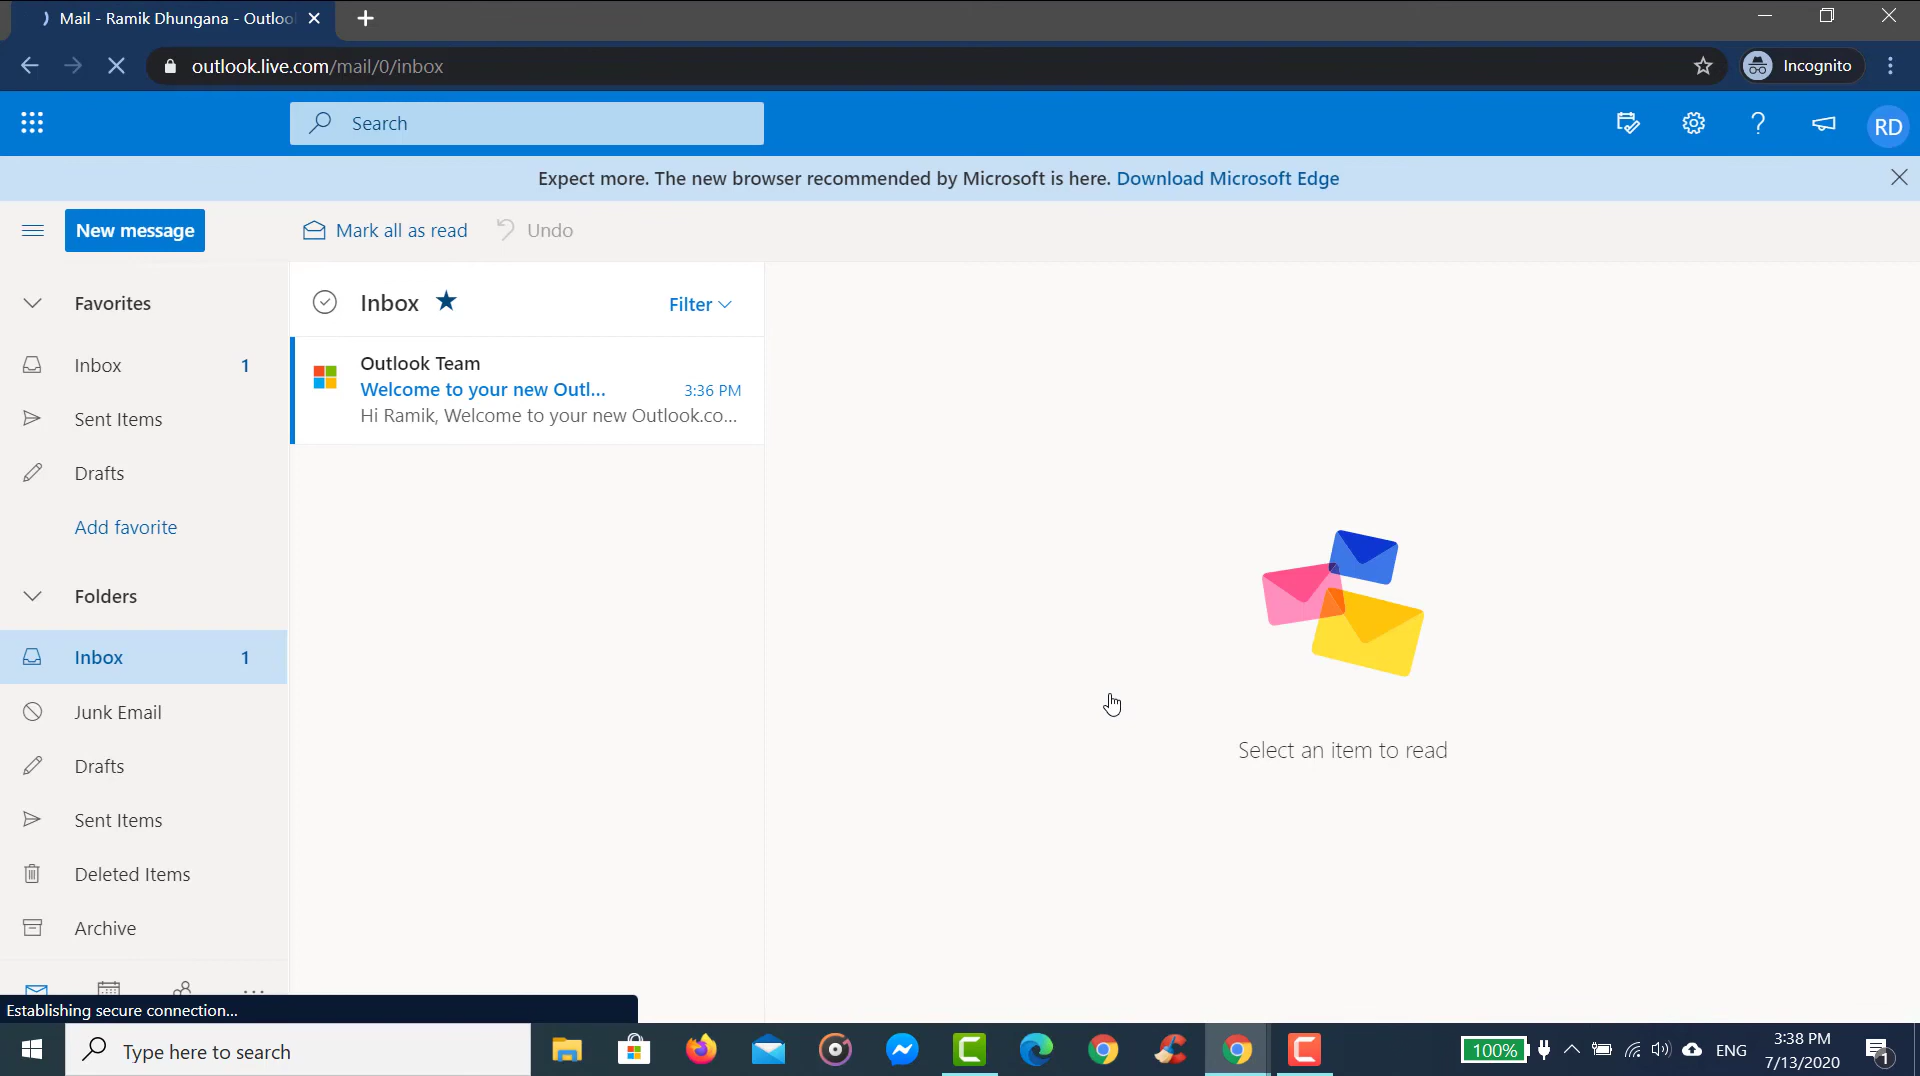 Mail - Ramik Dhungana - Outloo
outlook.live.com/mail/0/inbox
Incognito
Search
RD
Expect more. The new browser recommended by Microsoft is here. Download Microsoft Edge
New message
Mark all as read
Undo
Favorites
Inbox 1
Sent Items
Drafts
Add favorite
Folders
Inbox 1
Junk Email
Drafts
Sent Items
Deleted Items
Archive
Inbox
Filter
Outlook Team
Welcome to your new Outl... 3:36 PM
Hi Ramik, Welcome to your new Outlook.co...
Select an item to read
Establishing secure connection...
Type here to search
100%
ENG
3:38 PM
7/13/2020
1